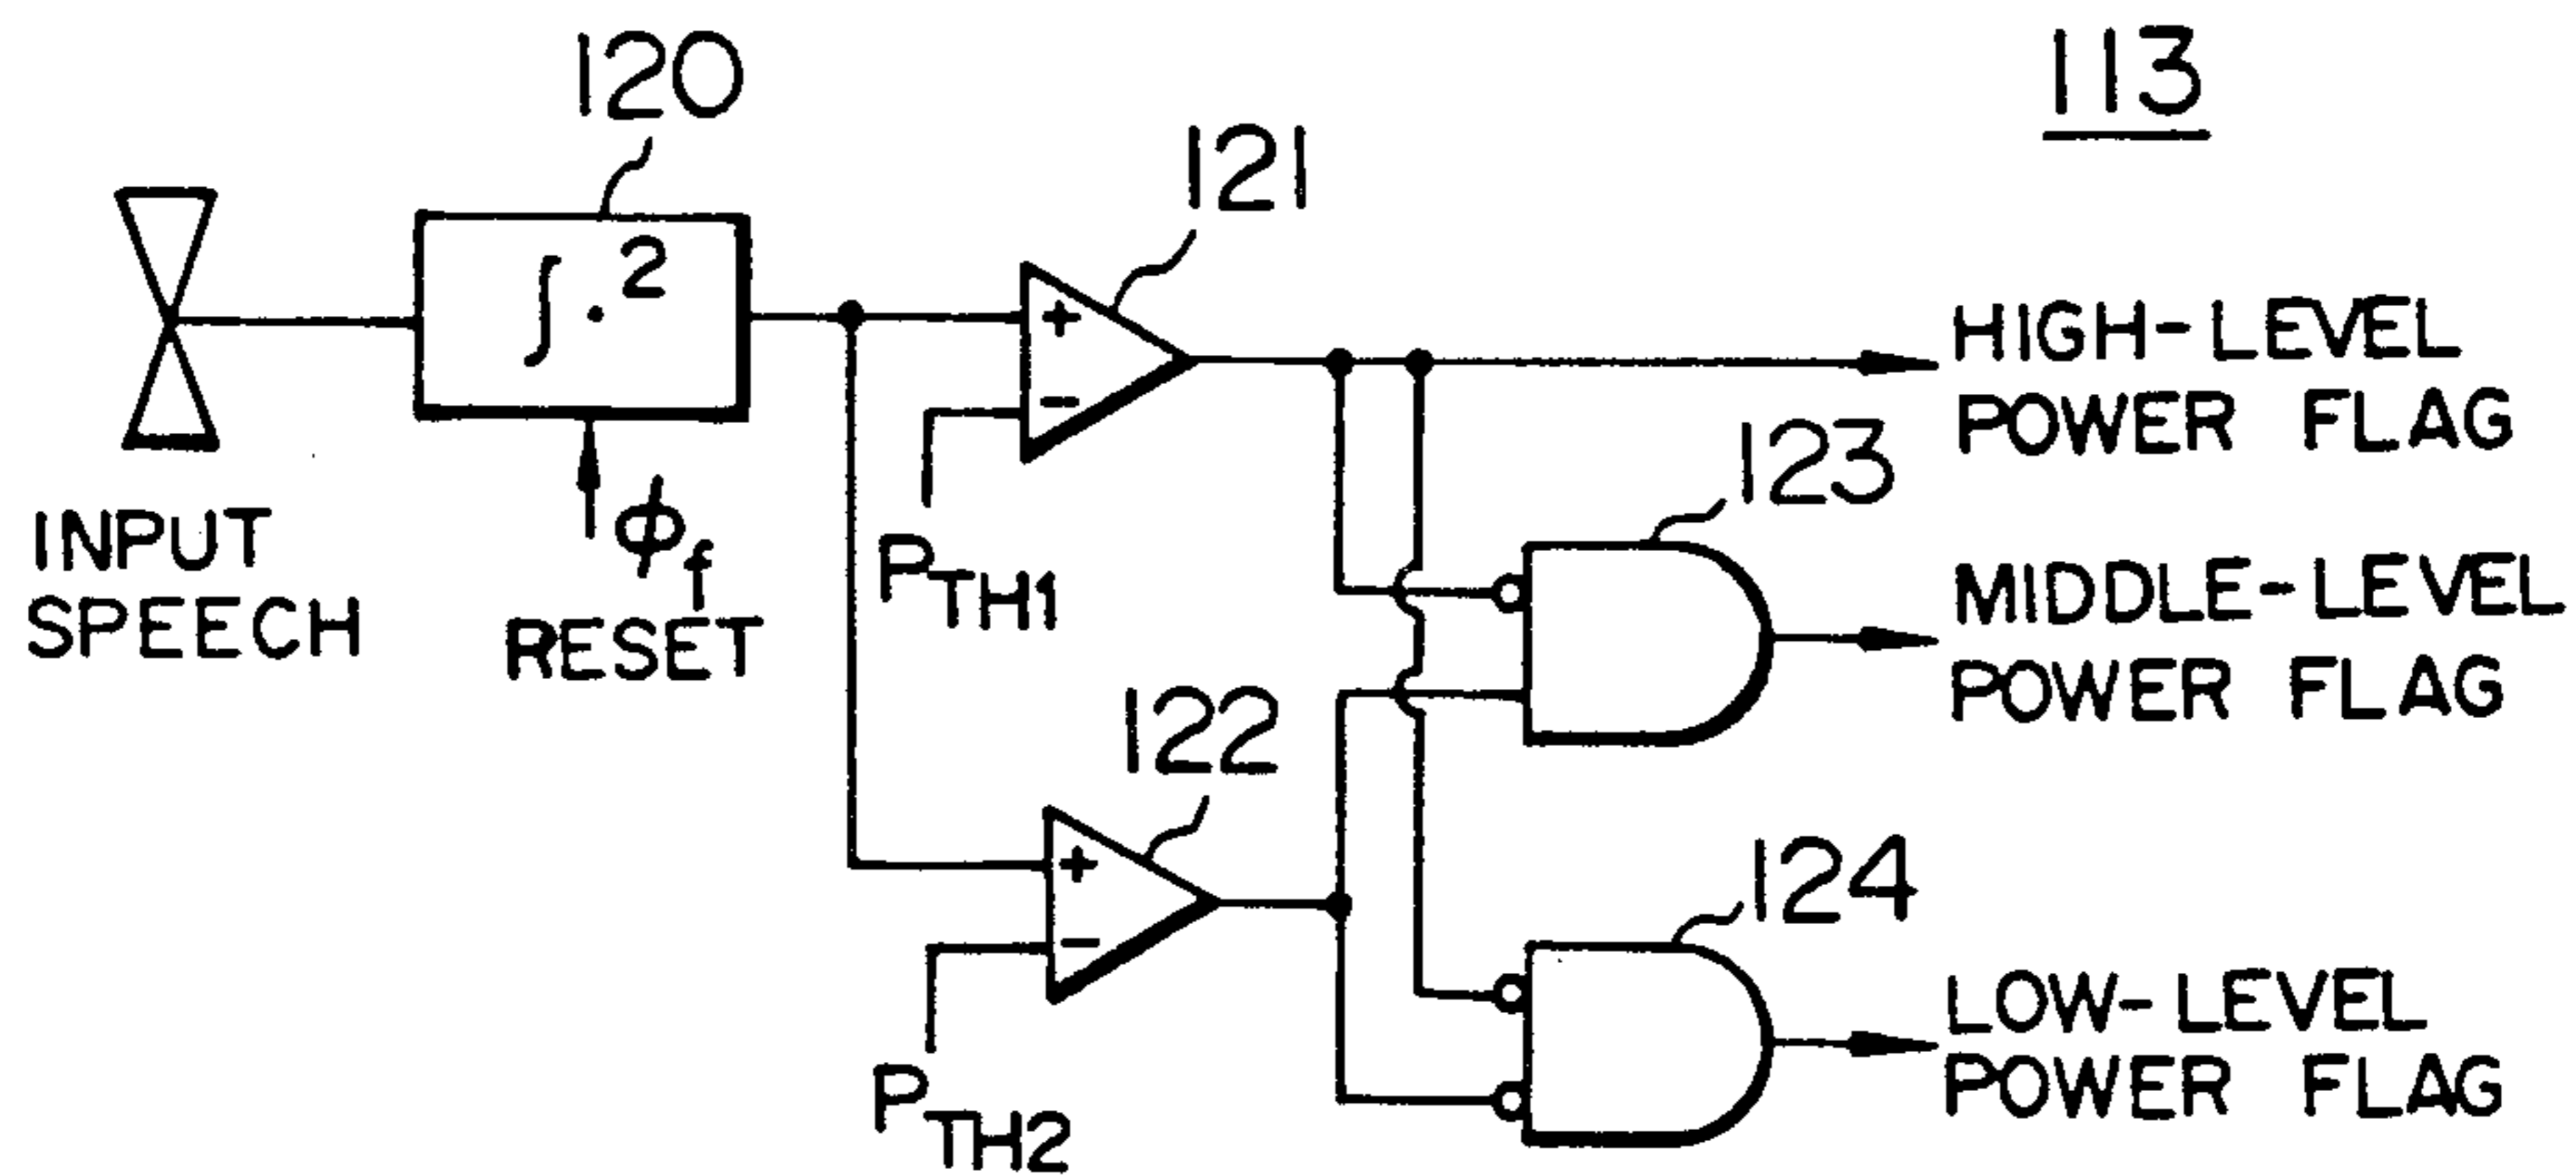 120
113
121
∫·²
+
−
HIGH-LEVEL
POWER FLAG
INPUT
SPEECH
ϕf
RESET
PTH1
123
MIDDLE-LEVEL
POWER FLAG
122
+
−
PTH2
124
LOW-LEVEL
POWER FLAG